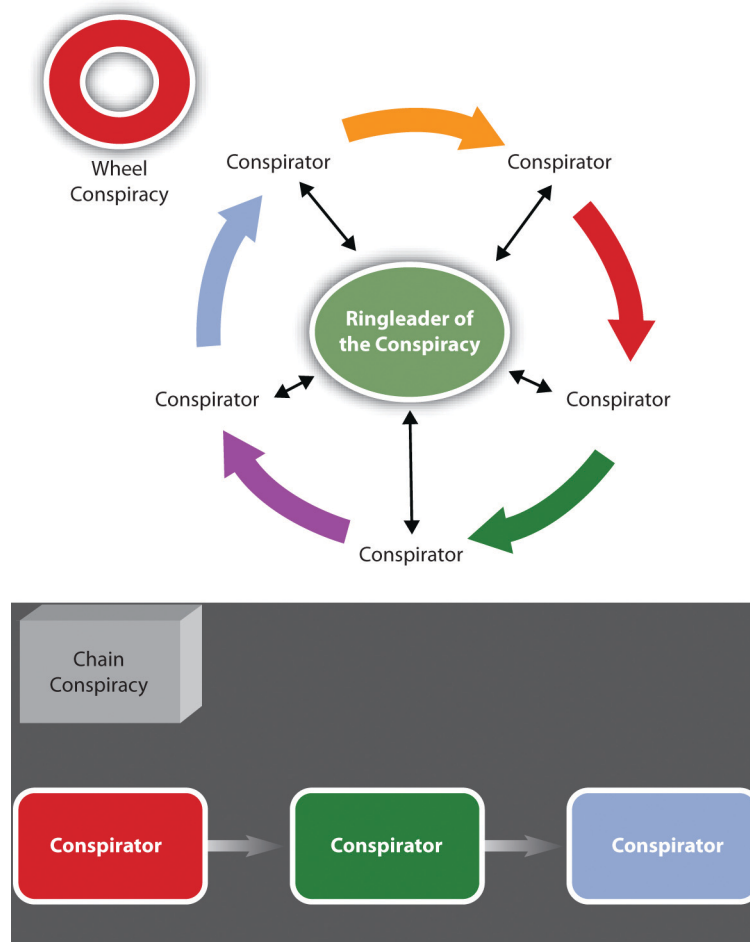 Wheel
Conspiracy
Conspirator
Conspirator
Ringleader of
the Conspiracy
Conspirator
Conspirator
Conspirator
Chain
Conspiracy
Conspirator
Conspirator
Conspirator